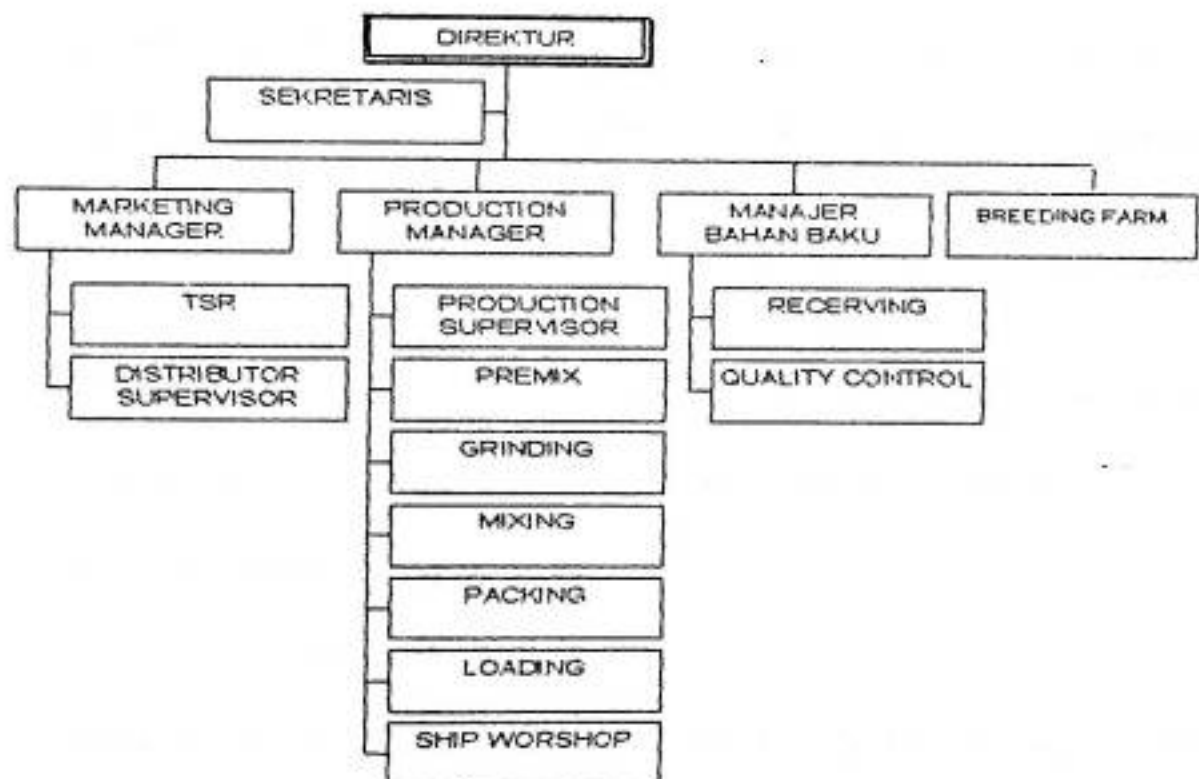 DIREKTUR
SEKRETARIS
MARKETING
MANAGER
PRODUCTION
MANAGER
MANAJER
BAHAN BAKU
BREEDING FARM
TSR
DISTRIBUTOR
SUPERVISOR
PRODUCTION
SUPERVISOR
PREMIX
GRINDING
MIXING
PACKING
LOADING
SHIP WORSHOP
RECERVING
QUALITY CONTROL